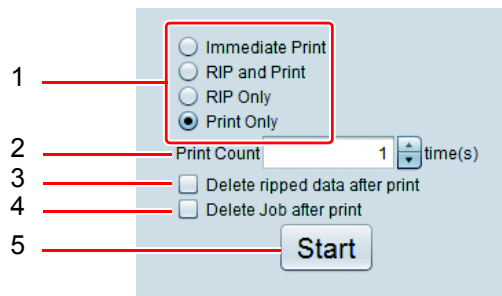 1
Immediate Print
RIP and Print
RIP Only
Print Only
2 Print Count 1 time(s)
3 Delete ripped data after print
4 Delete Job after print
5 Start